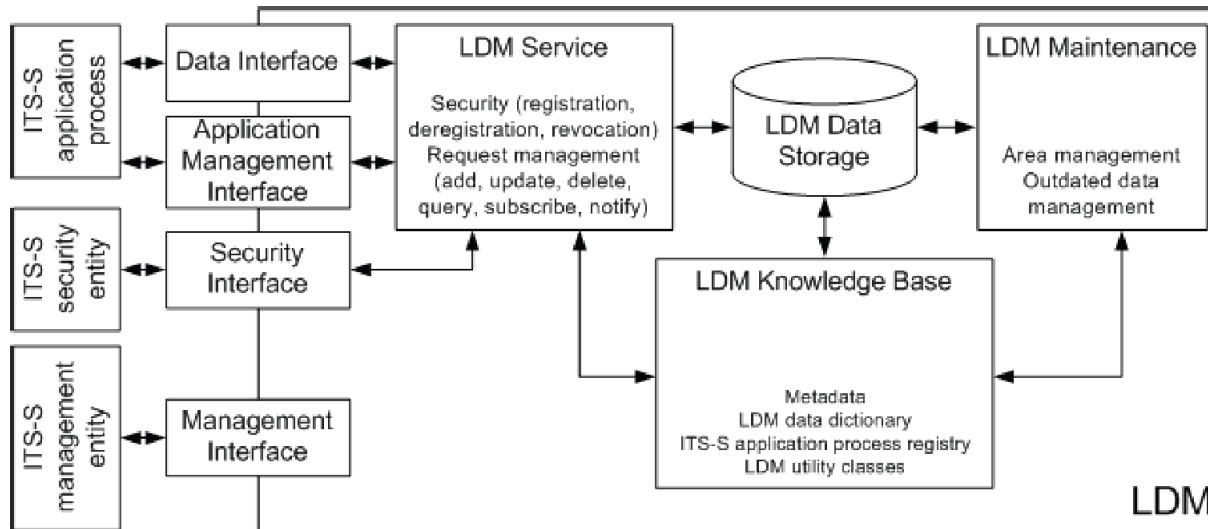 ITS-S
application
process
ITS-S
security
entity
ITS-S
management
entity
Data Interface
Application
Management
Interface
Security
Interface
Management
Interface
LDM Service
Security (registration,
deregistration, revocation)
Request management
(add, update, delete,
query, subscribe, notify)
LDM Data
Storage
LDM Maintenance
Area management
Outdated data
management
LDM Knowledge Base
Metadata
LDM data dictionary
ITS-S application process registry
LDM utility classes
LDM